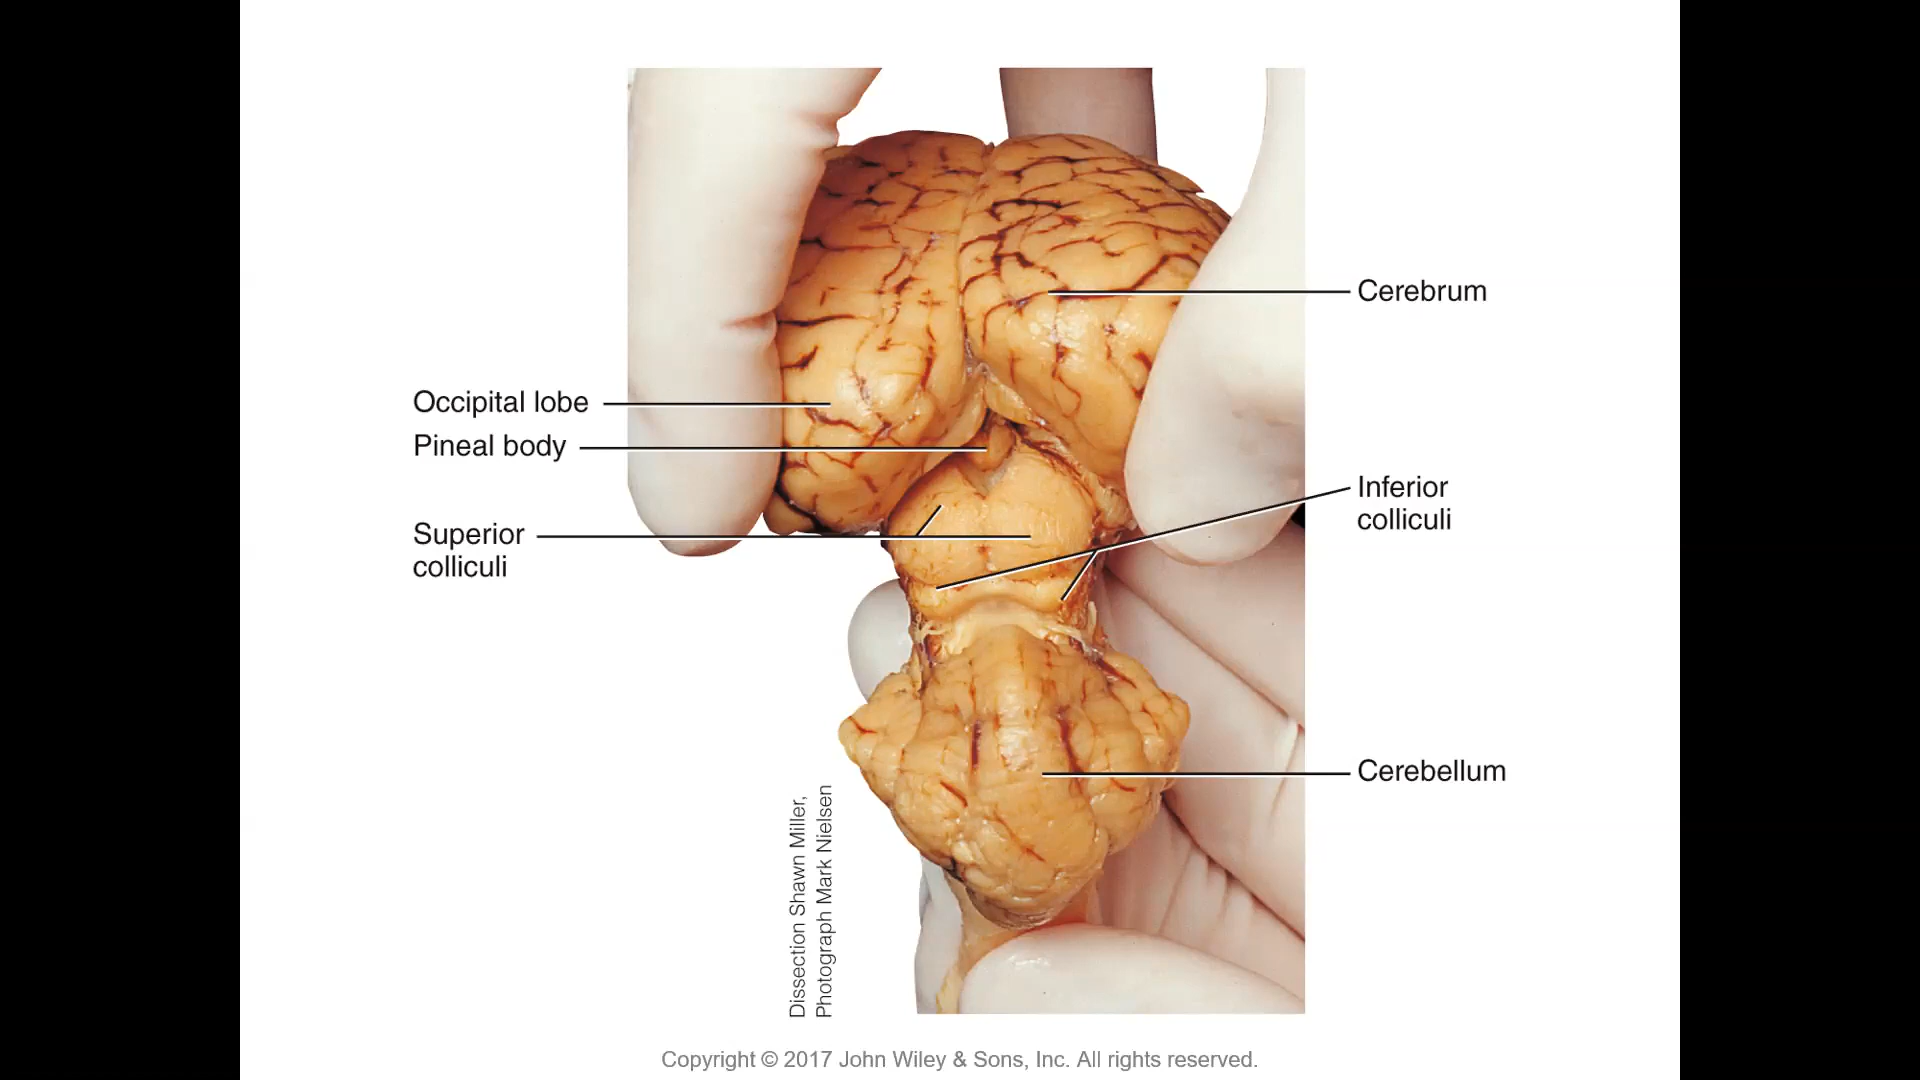 Cerebrum
Occipital lobe
Pineal body
Inferior
colliculi
Superior
colliculi
Cerebellum
Dissection Shawn Miller,
Photograph Mark Nielsen
Copyright © 2017 John Wiley & Sons, Inc. All rights reserved.